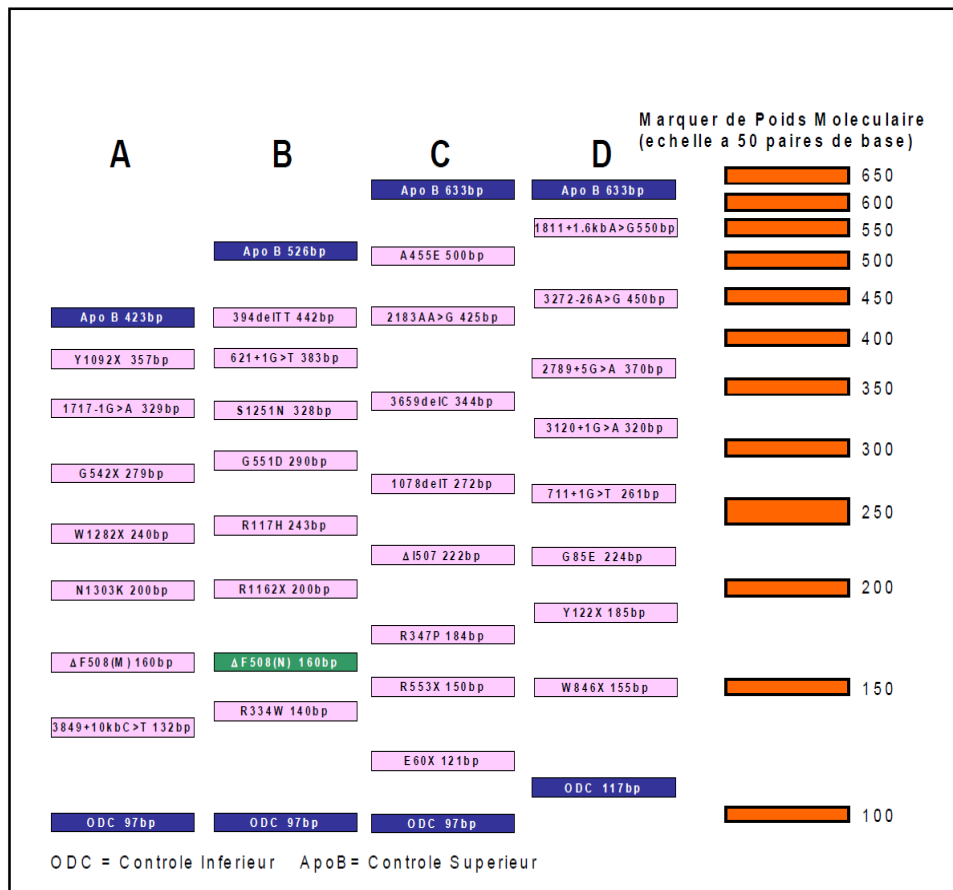 Marquer de Poids Moleculaire
(echelle a 50 paires de base)
A
B
C
D
Apo B 423bp
Y1092X 357bp
1717-1G>A 329bp
G542X 279bp
W1282X 240bp
N1303K 200bp
ΔF508(M) 160bp
3849+10kbC>T 132bp
ODC 97bp
Apo B 526bp
394delTT 442bp
621+1G>T 383bp
S1251N 328bp
G551D 290bp
R117H 243bp
R1162X 200bp
ΔF508(N) 160bp
R334W 140bp
ODC 97bp
Apo B 633bp
A455E 500bp
2183AA>G 425bp
3659delC 344bp
1078delT 272bp
ΔI507 222bp
R347P 184bp
R553X 150bp
E60X 121bp
ODC 97bp
Apo B 633bp
1811+1.6kbA>G550bp
3272-26A>G 450bp
2789+5G>A 370bp
3120+1G>A 320bp
711+1G>T 261bp
G85E 224bp
Y122X 185bp
W846X 155bp
ODC 117bp
650
600
550
500
450
400
350
300
250
200
150
100
ODC = Controle Inferieur ApoB= Controle Superieur